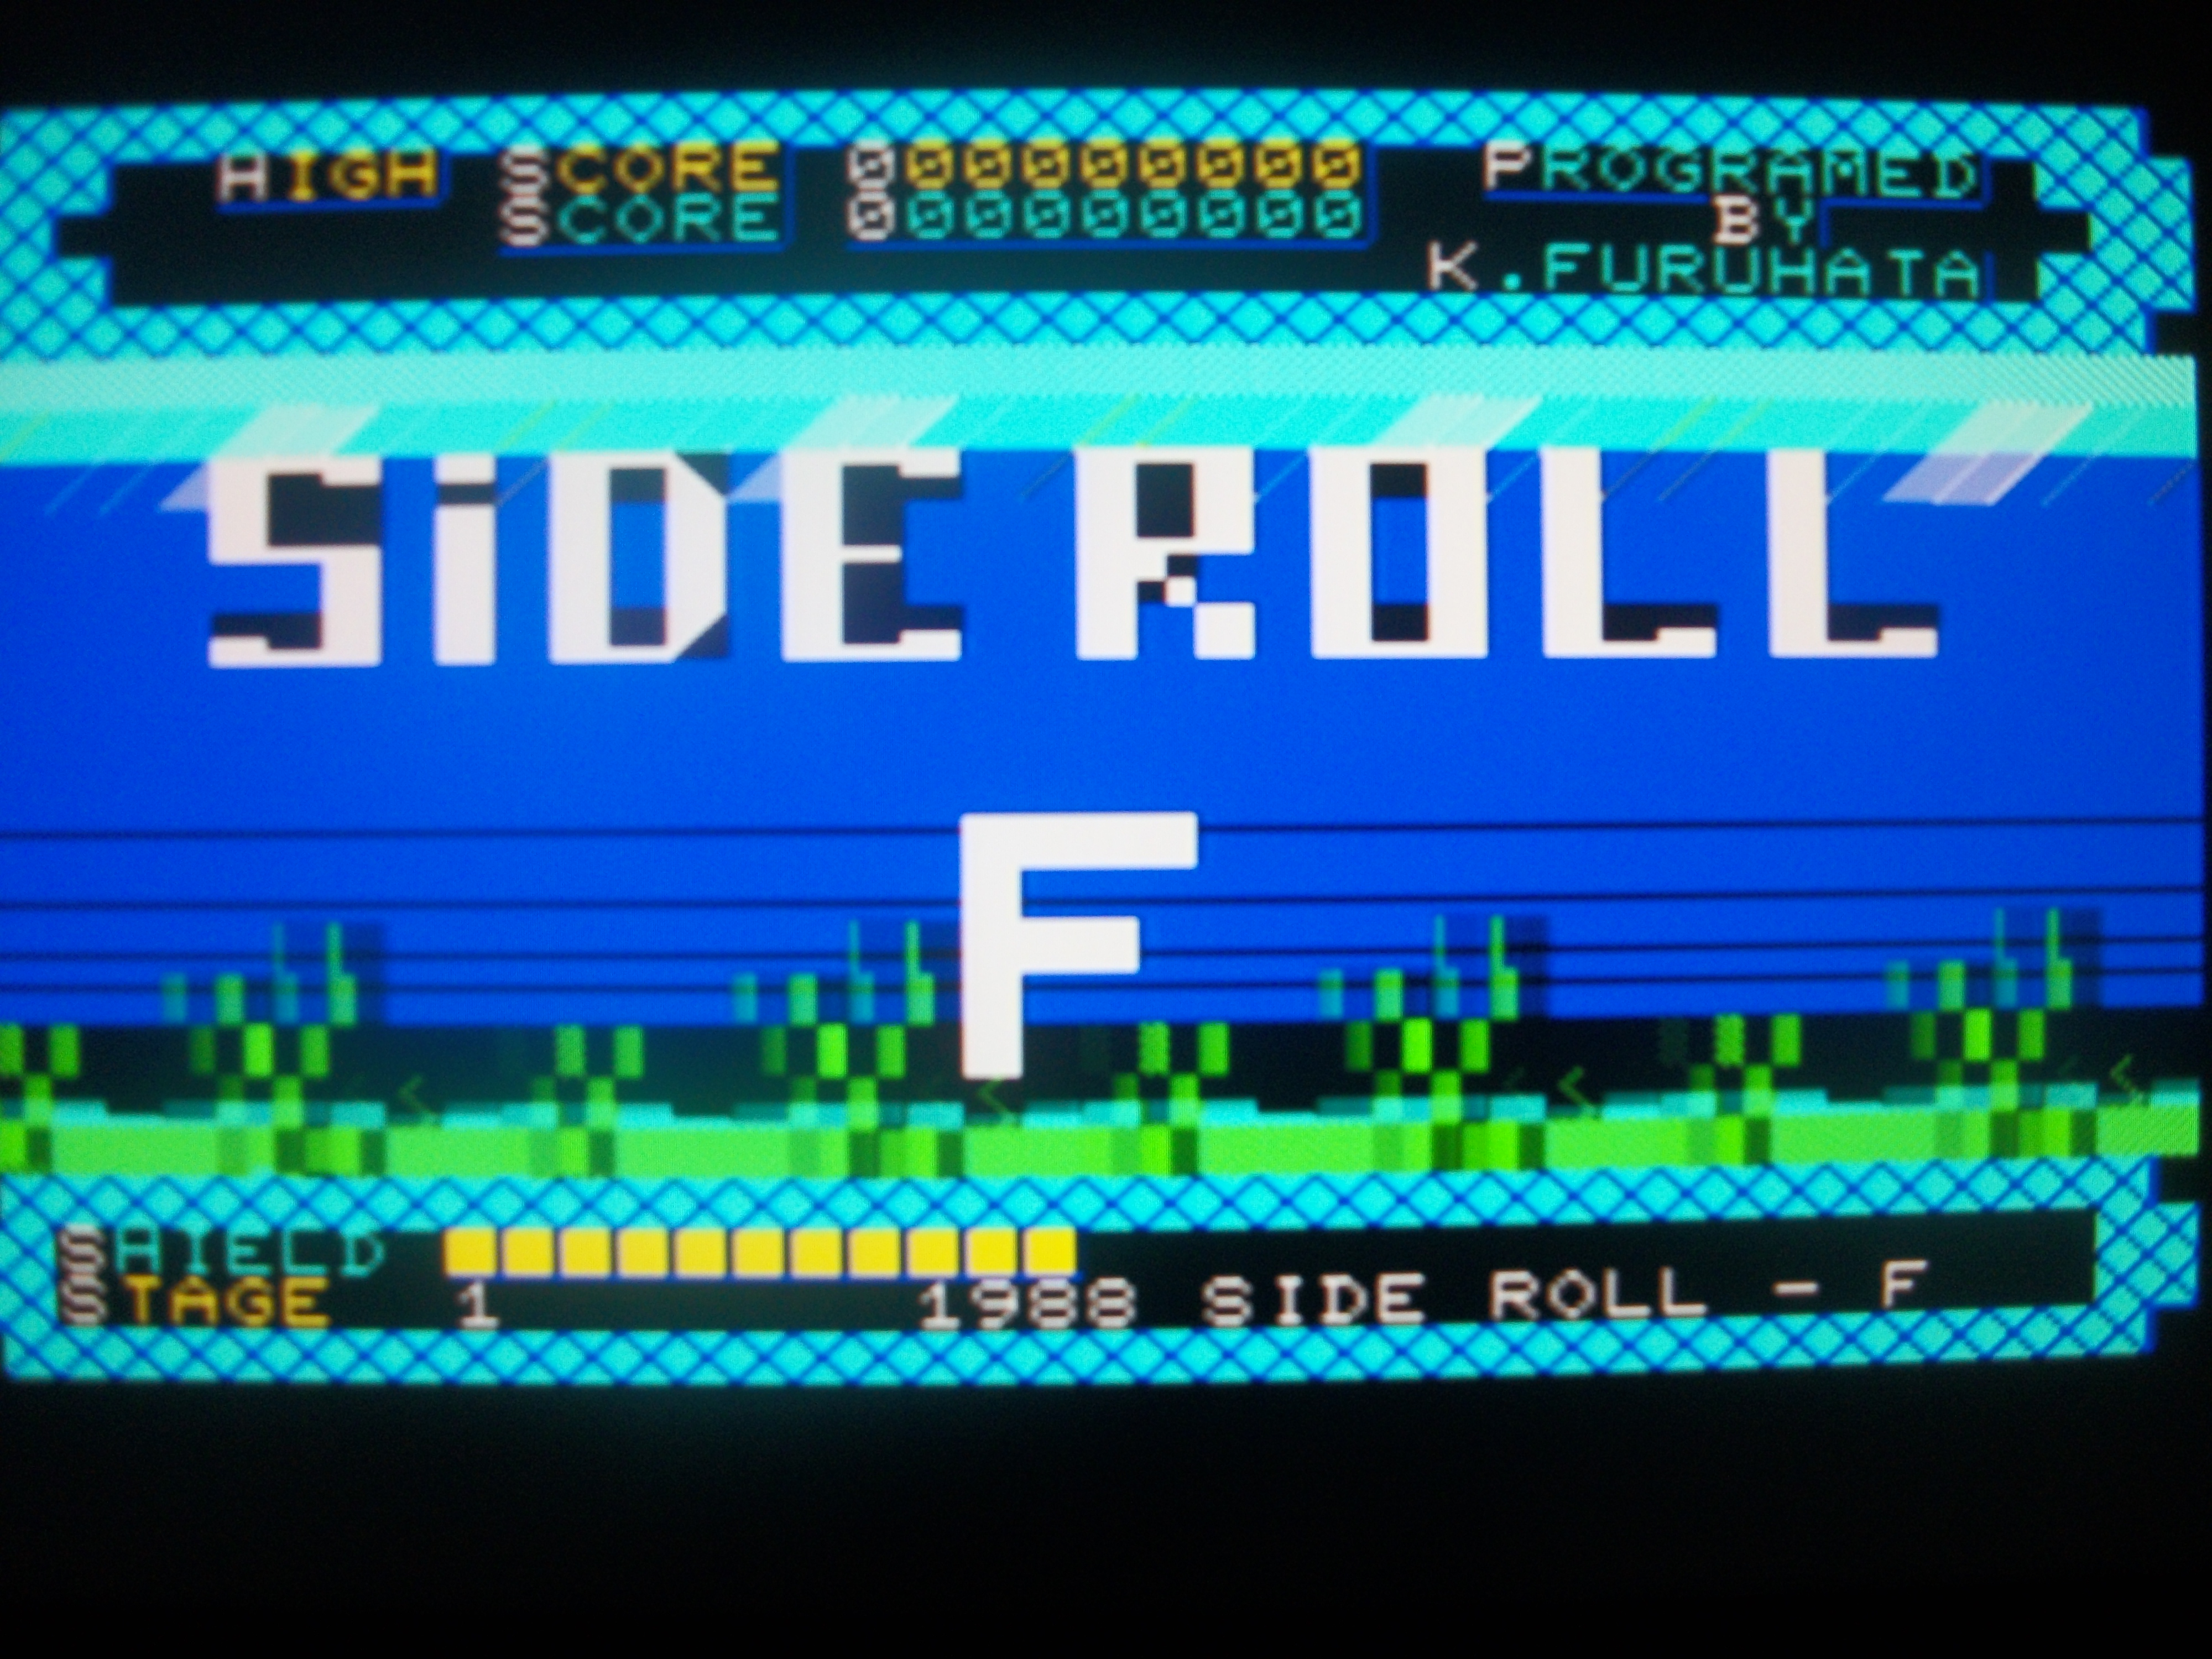 HIGH SCORE 000000000
SCORE 000000000
PROGRAMED
BY
K.FURUHATA
SiDE ROLL
F
SHIELD
STAGE 1
1988 SIDE ROLL - F